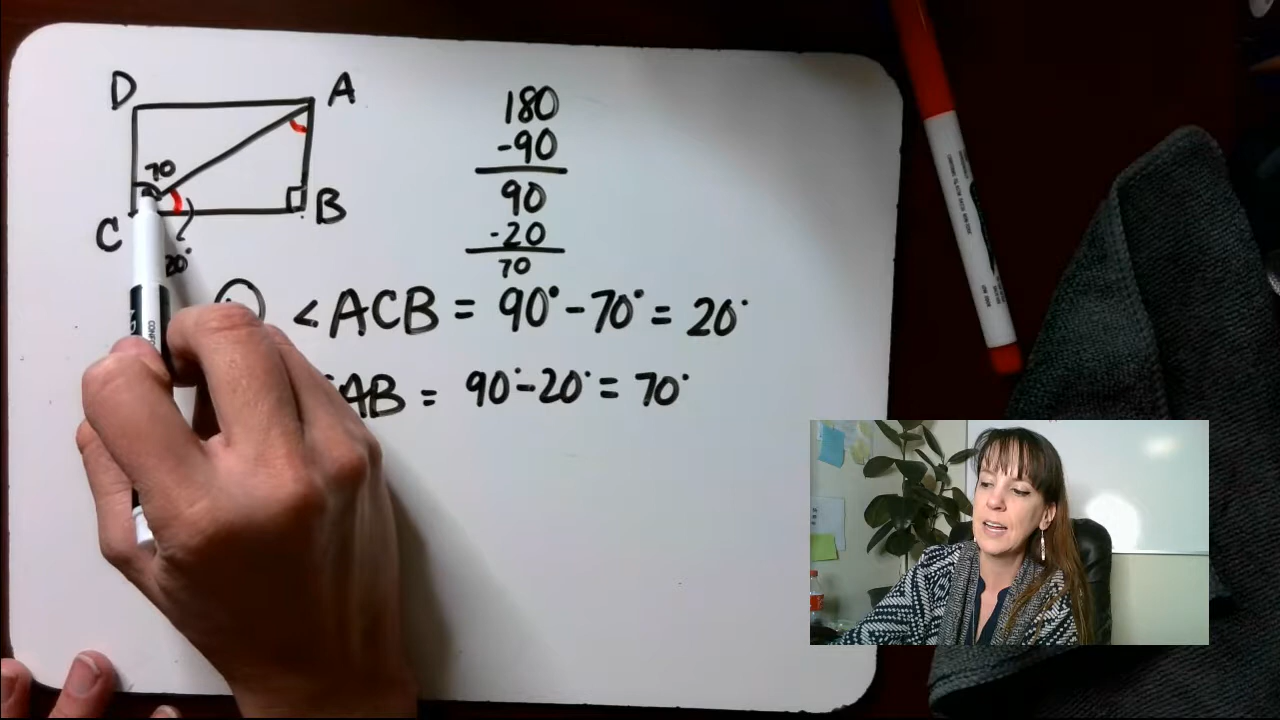 D A
70
C B
20°
180
-90
90
-20
70
<ACB = 90°-70° = 20°
AB = 90°-20° = 70°